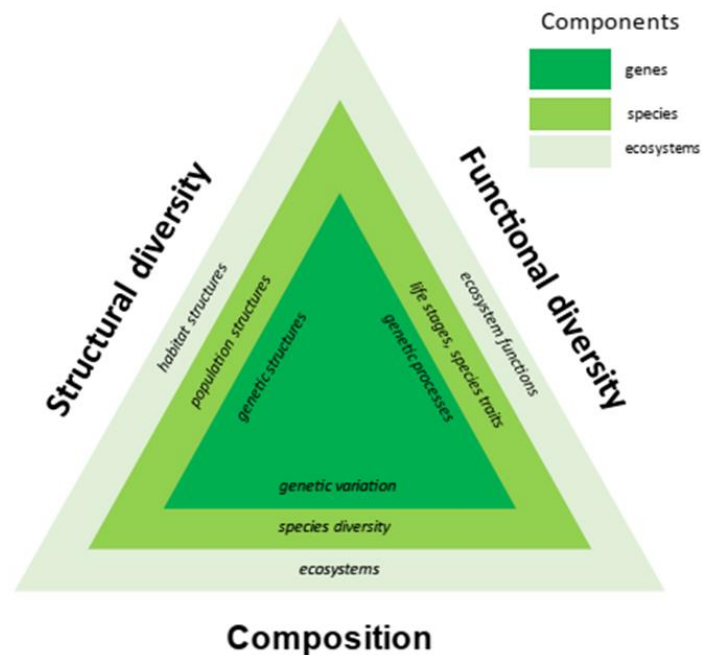 Components
genes
species
ecosystems
Structural diversity
Functional diversity
habitat structures
population structures
genetic structures
genetic processes
life stages, species traits
ecosystem functions
genetic variation
species diversity
ecosystems
Composition